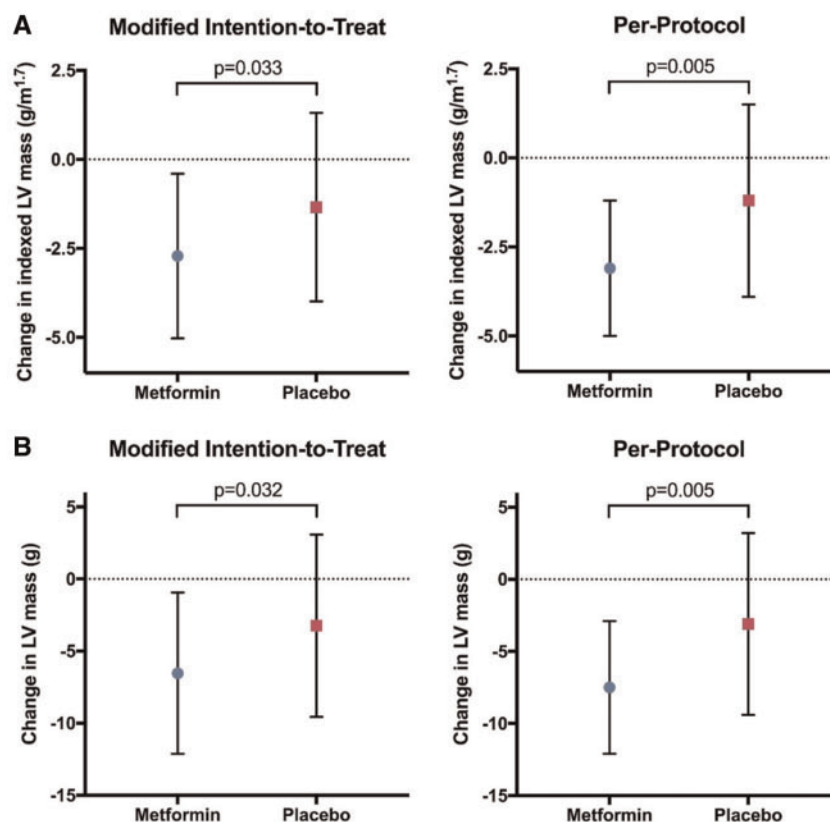 A
Modified Intention-to-Treat
Per-Protocol
p=0.033
p=0.005
Change in indexed LV mass (g/m^1.7)
2.5
0.0
-2.5
-5.0
Metformin
Placebo
Change in indexed LV mass (g/m^1.7)
2.5
0.0
-2.5
-5.0
Metformin
Placebo
B
Modified Intention-to-Treat
Per-Protocol
p=0.032
p=0.005
Change in LV mass (g)
5
0
-5
-10
-15
Metformin
Placebo
Change in LV mass (g)
5
0
-5
-10
-15
Metformin
Placebo